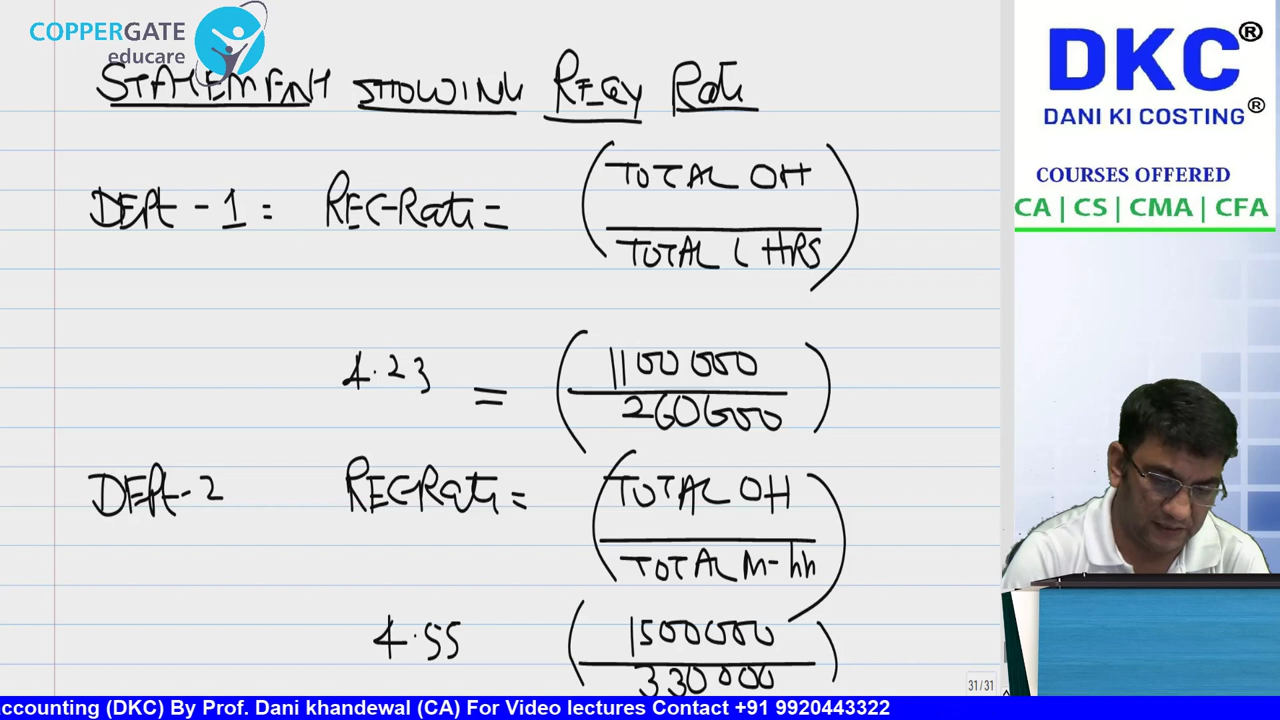 COPPERGATE
educare
STATEMENT SHOWING Recy Rate
DEPt - 1 = REC-Rate = (TOTAL OH
TOTAL L HRS)
4.23 = (1100000
260000)
DEPt-2 REC-Rate = (TOTAL OH
TOTAL M-hh)
4.55 (1500000
330000)
31/31
DKC®
DANI KI COSTING®
COURSES OFFERED
CA | CS | CMA | CFA
ccounting (DKC) By Prof. Dani khandewal (CA) For Video lectures Contact +91 9920443322